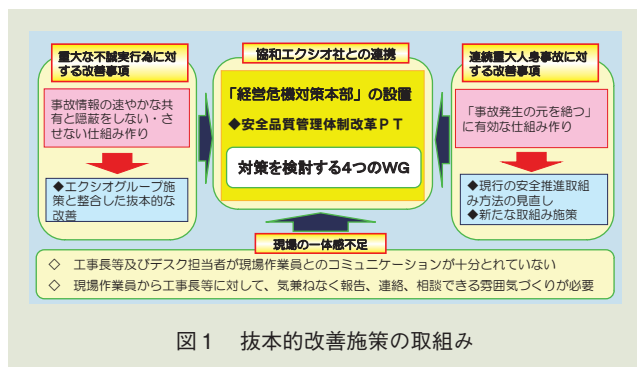 重大な不誠実行為に対
する改善事項
事故情報の速やかな共
有と隠蔽をしない・さ
せない仕組み作り
◆エクシオグループ施
策と整合した抜本的な
改善
協和エクシオ社との連携
「経営危機対策本部」の設置
◆安全品質管理体制改革ＰＴ
対策を検討する4つのWG
連続重大人身事故に対
する改善事項
「事故発生の元を絶つ」
に有効な仕組み作り
◆現行の安全推進取組
み方法の見直し
◆新たな取組み施策
現場の一体感不足
◇ 工事長等及びデスク担当者が現場作業員とのコミュニケーションが十分とれていない
◇ 現場作業員から工事長等に対して、気兼ねなく報告、連絡、相談できる雰囲気づくりが必要
図1 抜本的改善施策の取組み